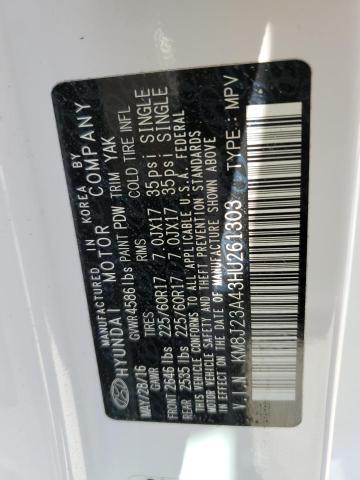 MANUFACTURED IN KOREA BY
HYUNDAI MOTOR COMPANY
GVWR 4586 lbs PAINT PDW TRIM YAK
MAY/28/16 TIRES RIMS COLD TIRE INFL
GAWR
FRONT 2646 lbs 225/60R17 7.0JX17 35psi SINGLE
REAR 2535 lbs 225/60R17 7.0JX17 35psi SINGLE
THIS VEHICLE CONFORMS TO ALL APPLICABLE U.S.A. FEDERAL
MOTOR VEHICLE SAFETY, BUMPER, AND THEFT PREVENTION STANDARDS
IN EFFECT ON THE DATE OF MANUFACTURE SHOWN ABOVE.
V.I.N : KM8J23A43HU261303 TYPE : MPV